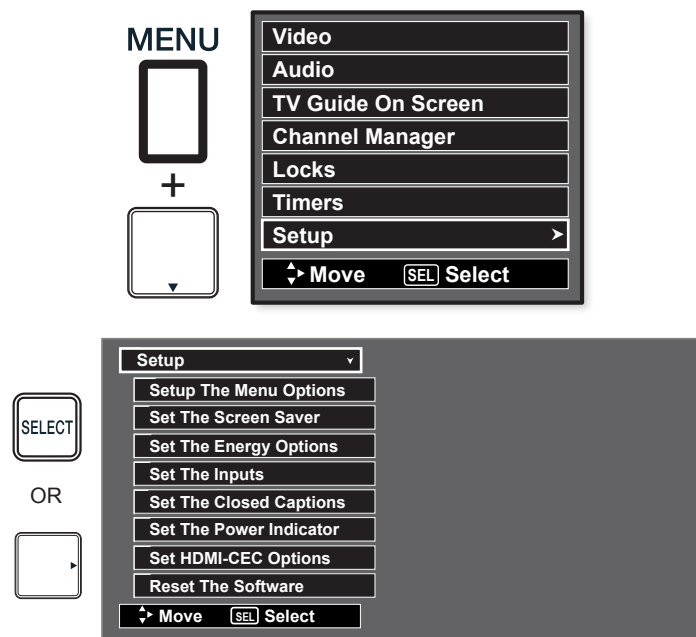 MENU
+
Video
Audio
TV Guide On Screen
Channel Manager
Locks
Timers
Setup
Move SEL Select
SELECT
OR
Setup
Setup The Menu Options
Set The Screen Saver
Set The Energy Options
Set The Inputs
Set The Closed Captions
Set The Power Indicator
Set HDMI-CEC Options
Reset The Software
Move SEL Select